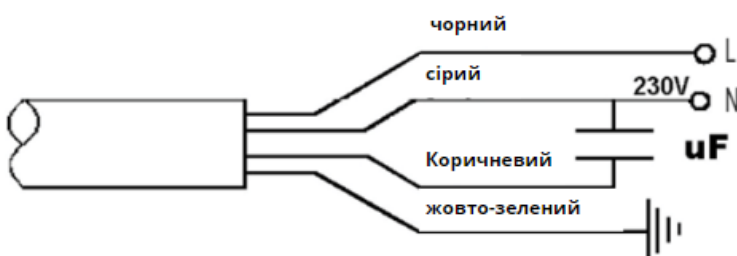 чорний
L
сірий
230V
N
uF
Коричневий
жовто-зелений